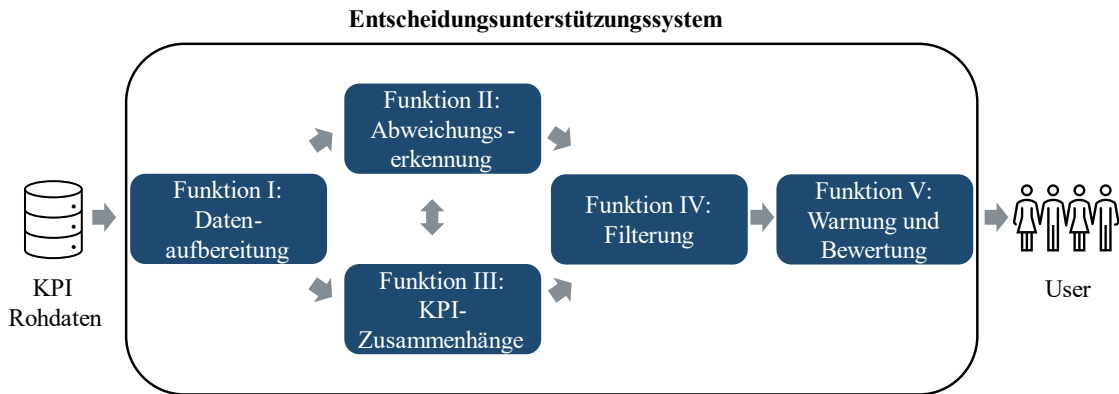 Entscheidungsunterstützungssystem
KPI
Rohdaten
Funktion I:
Daten-
aufbereitung
Funktion II:
Abweichungs -
erkennung
Funktion III:
KPI-
Zusammenhänge
Funktion IV:
Filterung
Funktion V:
Warnung und
Bewertung
User